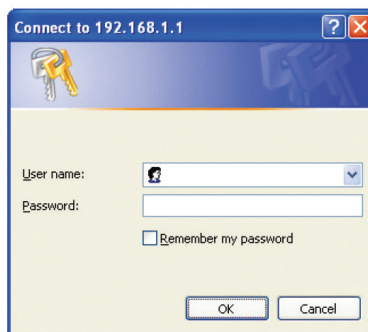 Connect to 192.168.1.1
User name:
Password:
Remember my password
OK
Cancel